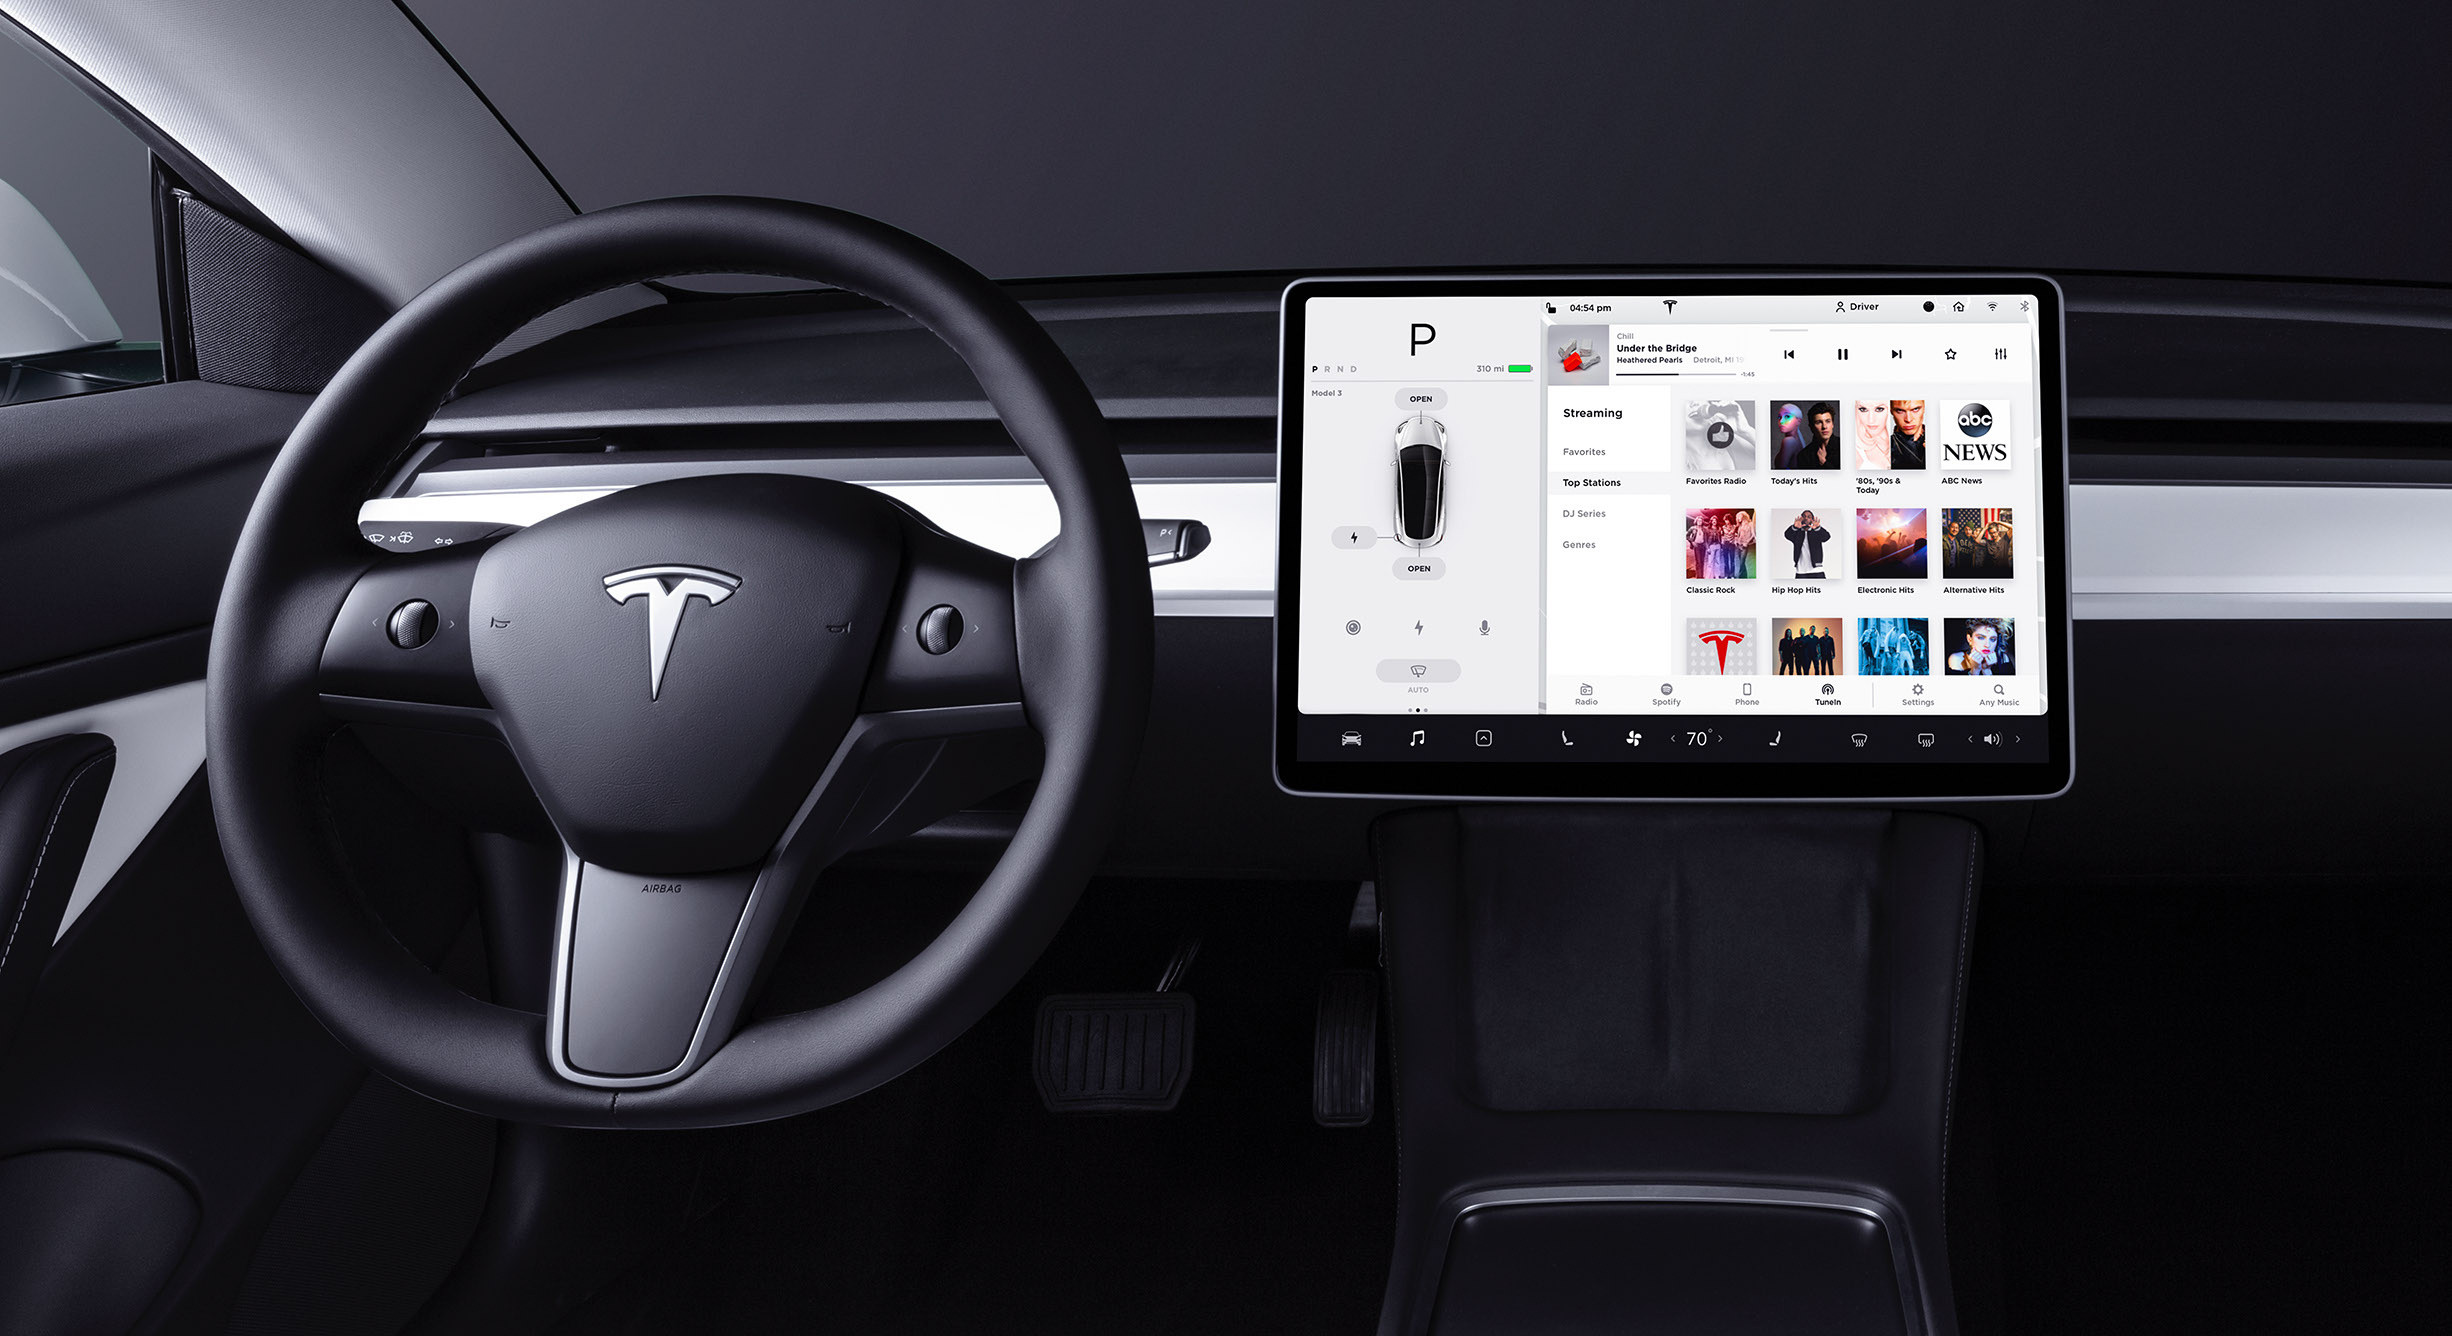 P
P R N D
310 mi
Model 3
OPEN
OPEN
AUTO
04:54 pm
Driver
Chill
Under the Bridge
Heathered Pearls Detroit, MI
-1:45
Streaming
Favorites
Top Stations
DJ Series
Genres
Favorites Radio
Today's Hits
'80s, '90s &
Today
abc
NEWS
ABC News
Classic Rock
Hip Hop Hits
Electronic Hits
Alternative Hits
Radio
Spotify
Phone
TuneIn
Settings
Any Music
70°
P
AIRBAG